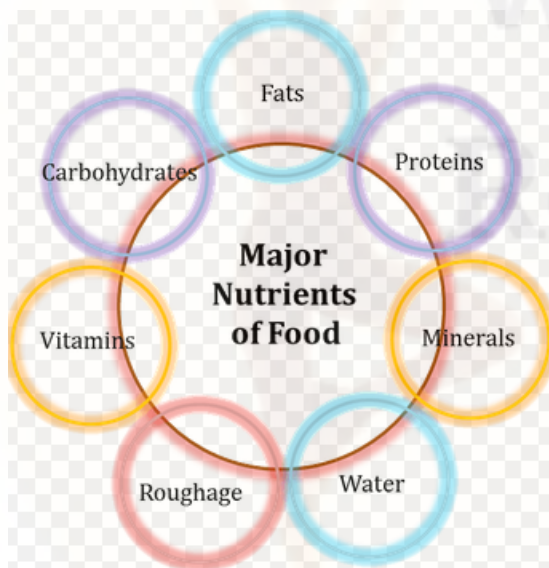 Fats
Proteins
Carbohydrates
Major
Nutrients
of Food
Minerals
Vitamins
Water
Roughage